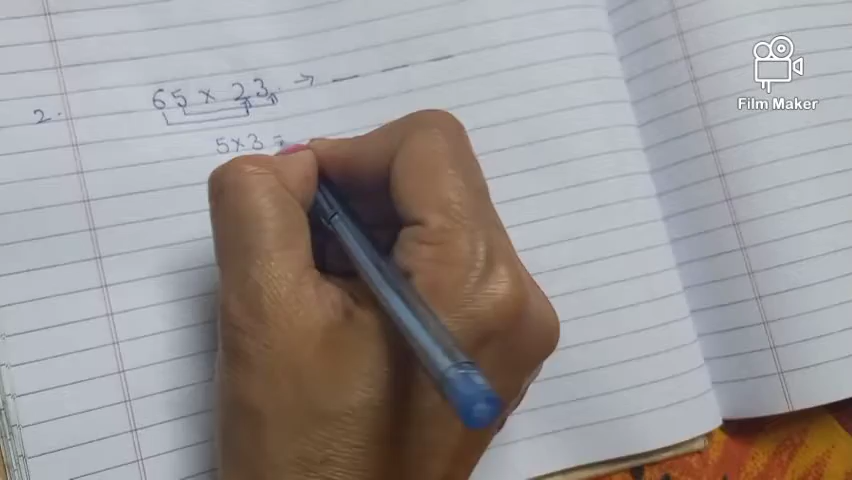 2. 65 × 23 → _ _ _
5×3 =
Film Maker